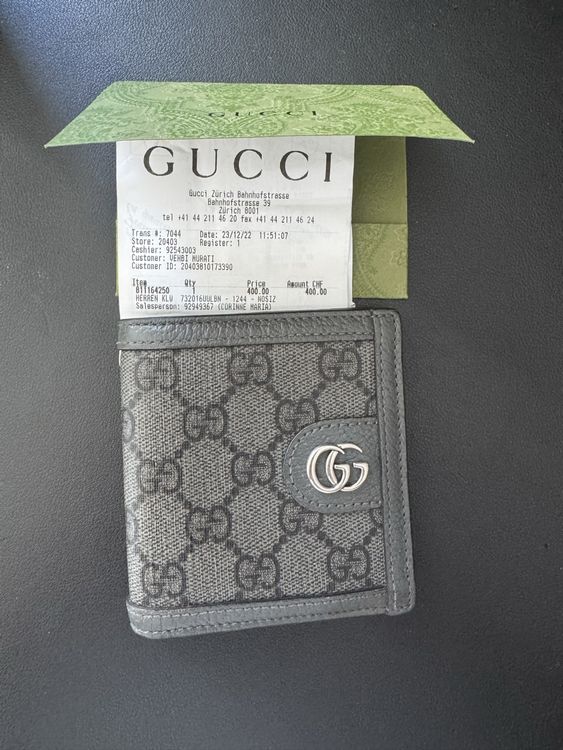 GUCCI
GUCCI
Gucci Zürich Bahnhofstrasse
Bahnhofstrasse 39
Zürich 8001
tel +41 44 211 46 20 fax +41 44 211 46 24
Trans #: 7044 Date: 23/12/22 11:51:07
Store: 20403 Register: 1
Cashier: 92543003
Customer: VEHBI MURATI
Customer ID: 20403810173390
Item Qty Price Amount CHF
811164250 1 400.00 400.00
HERREN KLW 732016UULBN - 1244 - NOSIZ
Salesperson: 92949367 (CORINNE MARIA)